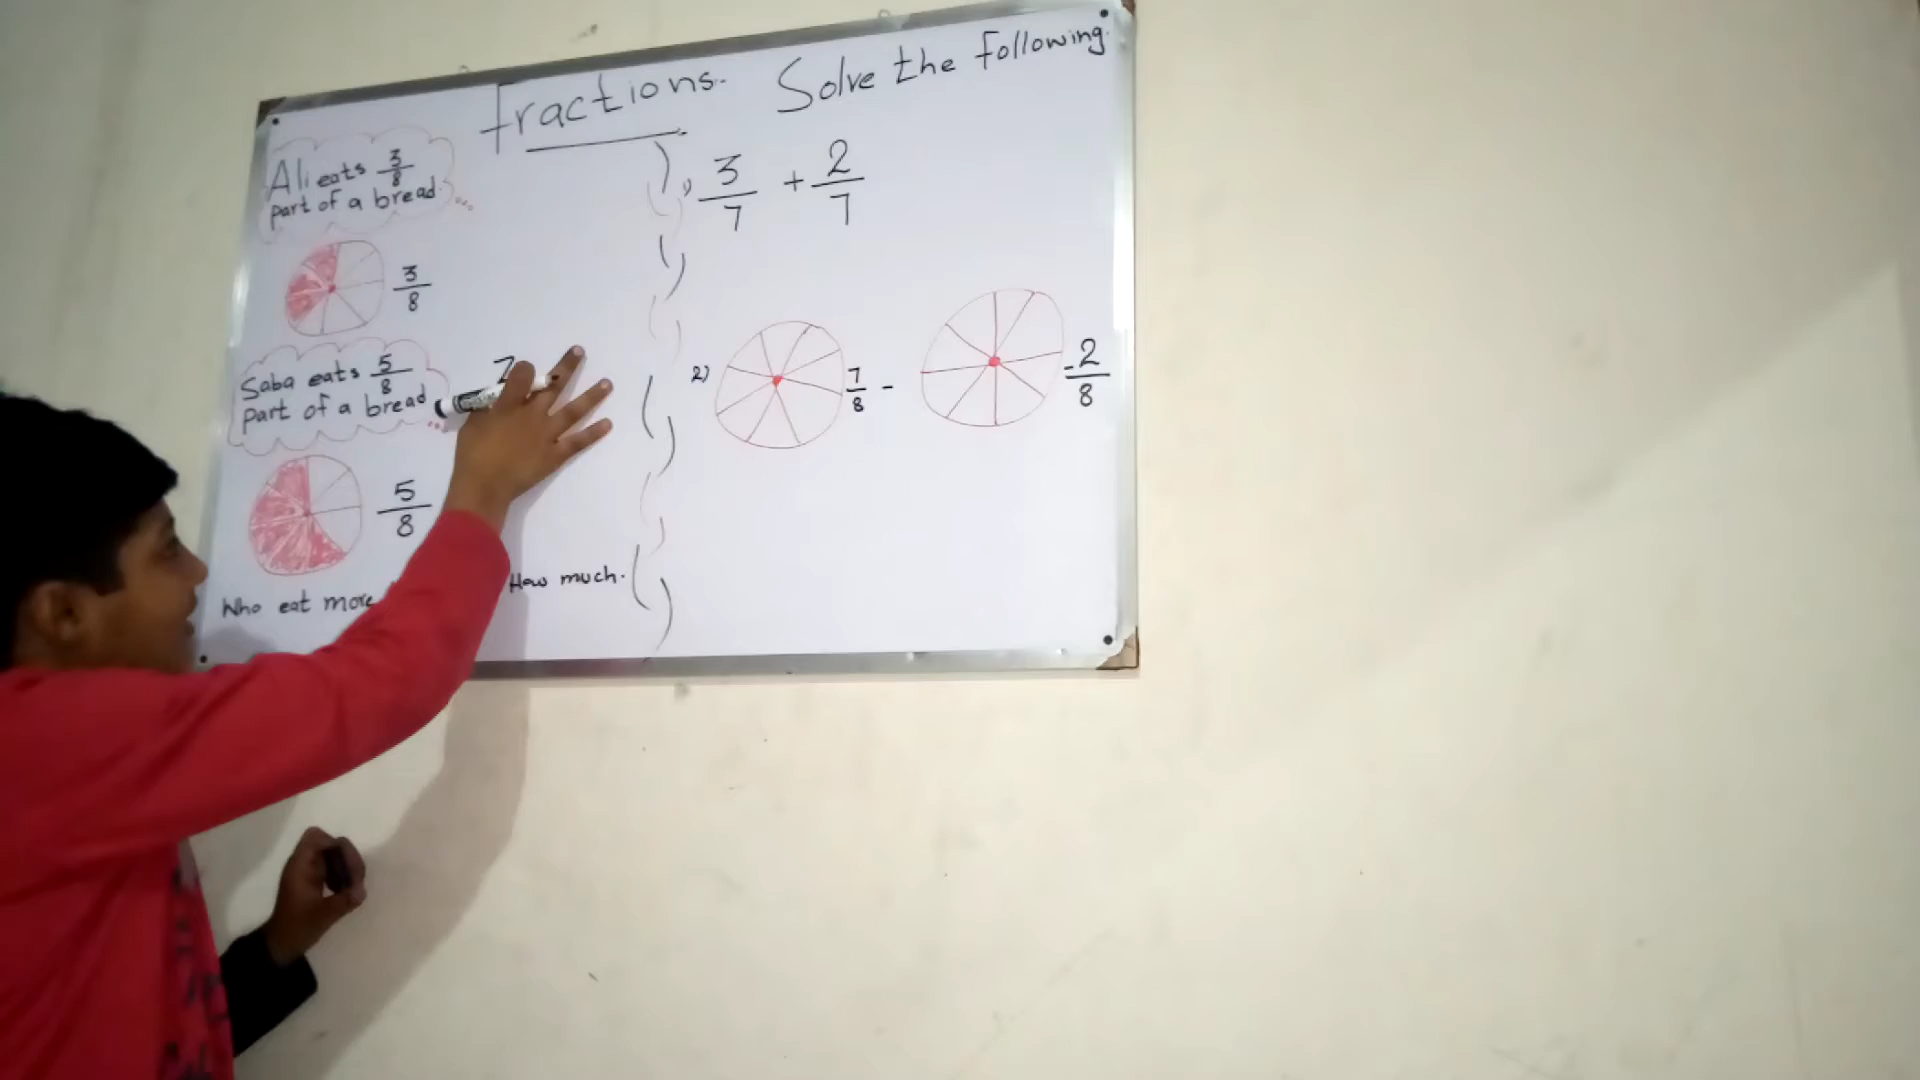 Fractions.
Ali eats 3/8
part of a bread.
3/8
Saba eats 5/8
part of a bread
7
5/8
Who eat more
How much.
Solve the following.
1) 3/7 + 2/7
2) 7/8 - 2/8